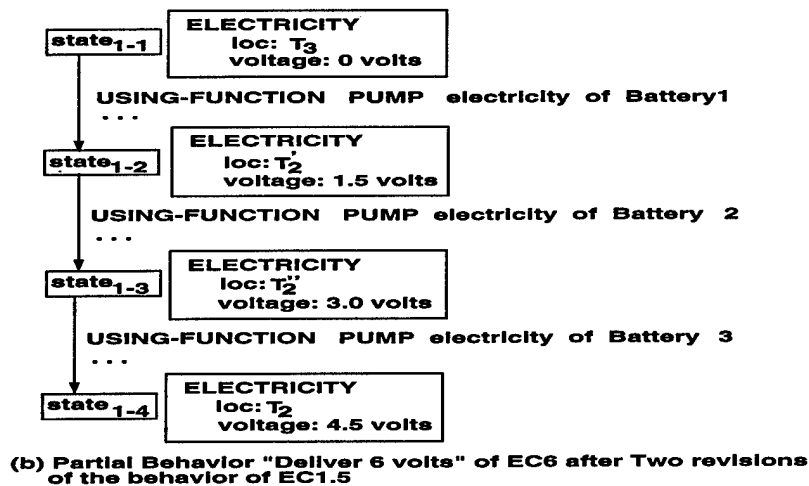 ELECTRICITY
state1-1
loc: T3
voltage: 0 volts
USING-FUNCTION PUMP electricity of Battery1
...
ELECTRICITY
state1-2
loc: T2'
voltage: 1.5 volts
USING-FUNCTION PUMP electricity of Battery 2
...
ELECTRICITY
state1-3
loc: T2''
voltage: 3.0 volts
USING-FUNCTION PUMP electricity of Battery 3
...
ELECTRICITY
state1-4
loc: T2
voltage: 4.5 volts
(b) Partial Behavior "Deliver 6 volts" of EC6 after Two revisions
of the behavior of EC1.5